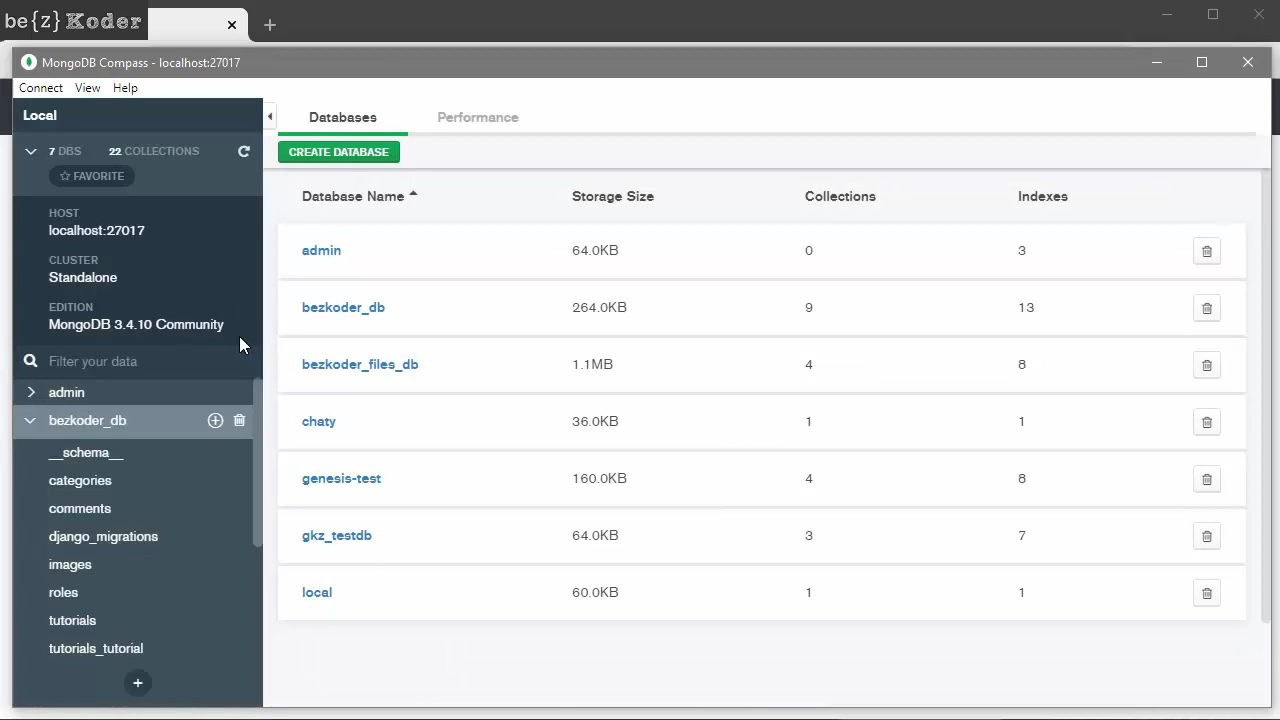 be{z}Koder
MongoDB Compass - localhost:27017
Connect View Help
Local
7 DBS 22 COLLECTIONS
FAVORITE
HOST
localhost:27017
CLUSTER
Standalone
EDITION
MongoDB 3.4.10 Community
Filter your data
admin
bezkoder_db
__schema__
categories
comments
django_migrations
images
roles
tutorials
tutorials_tutorial
Databases Performance
CREATE DATABASE
Database Name Storage Size Collections Indexes
admin 64.0KB 0 3
bezkoder_db 264.0KB 9 13
bezkoder_files_db 1.1MB 4 8
chaty 36.0KB 1 1
genesis-test 160.0KB 4 8
gkz_testdb 64.0KB 3 7
local 60.0KB 1 1